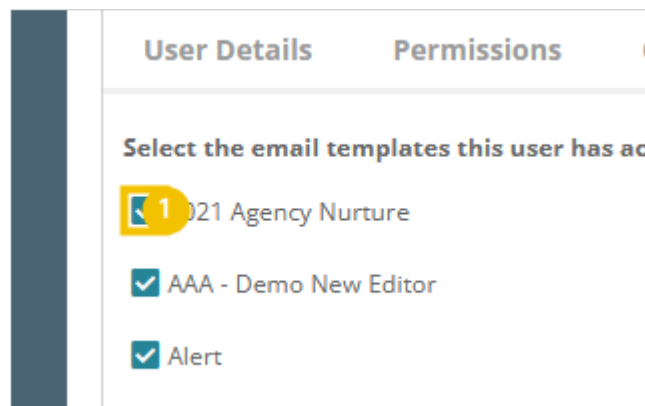 User Details Permissions
Select the email templates this user has ac
1 021 Agency Nurture
AAA - Demo New Editor
Alert